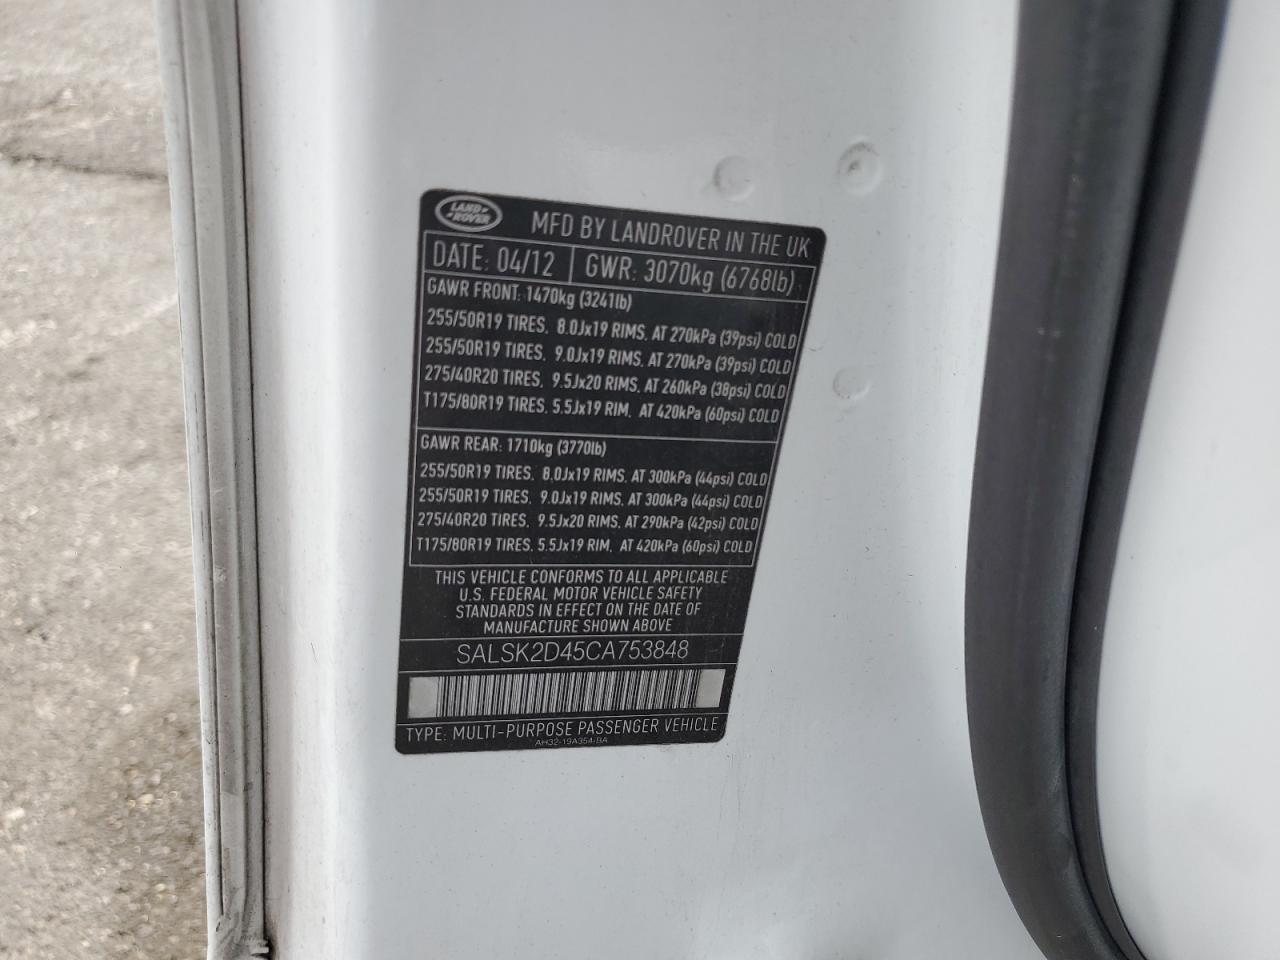 LAND ROVER
MFD BY LANDROVER IN THE UK
DATE: 04/12 GWR: 3070kg (6768lb)
GAWR FRONT: 1470kg (3241lb)
255/50R19 TIRES, 8.0Jx19 RIMS, AT 270kPa (39psi) COLD
255/50R19 TIRES, 9.0Jx19 RIMS, AT 270kPa (39psi) COLD
275/40R20 TIRES, 9.5Jx20 RIMS, AT 260kPa (38psi) COLD
T175/80R19 TIRES, 5.5Jx19 RIM, AT 420kPa (60psi) COLD
GAWR REAR: 1710kg (3770lb)
255/50R19 TIRES, 8.0Jx19 RIMS, AT 300kPa (44psi) COLD
255/50R19 TIRES, 9.0Jx19 RIMS, AT 300kPa (44psi) COLD
275/40R20 TIRES, 9.5Jx20 RIMS, AT 290kPa (42psi) COLD
T175/80R19 TIRES, 5.5Jx19 RIM, AT 420kPa (60psi) COLD
THIS VEHICLE CONFORMS TO ALL APPLICABLE
U.S. FEDERAL MOTOR VEHICLE SAFETY
STANDARDS IN EFFECT ON THE DATE OF
MANUFACTURE SHOWN ABOVE
SALSK2D45CA753848
TYPE: MULTI-PURPOSE PASSENGER VEHICLE
AH32-19A354-BA